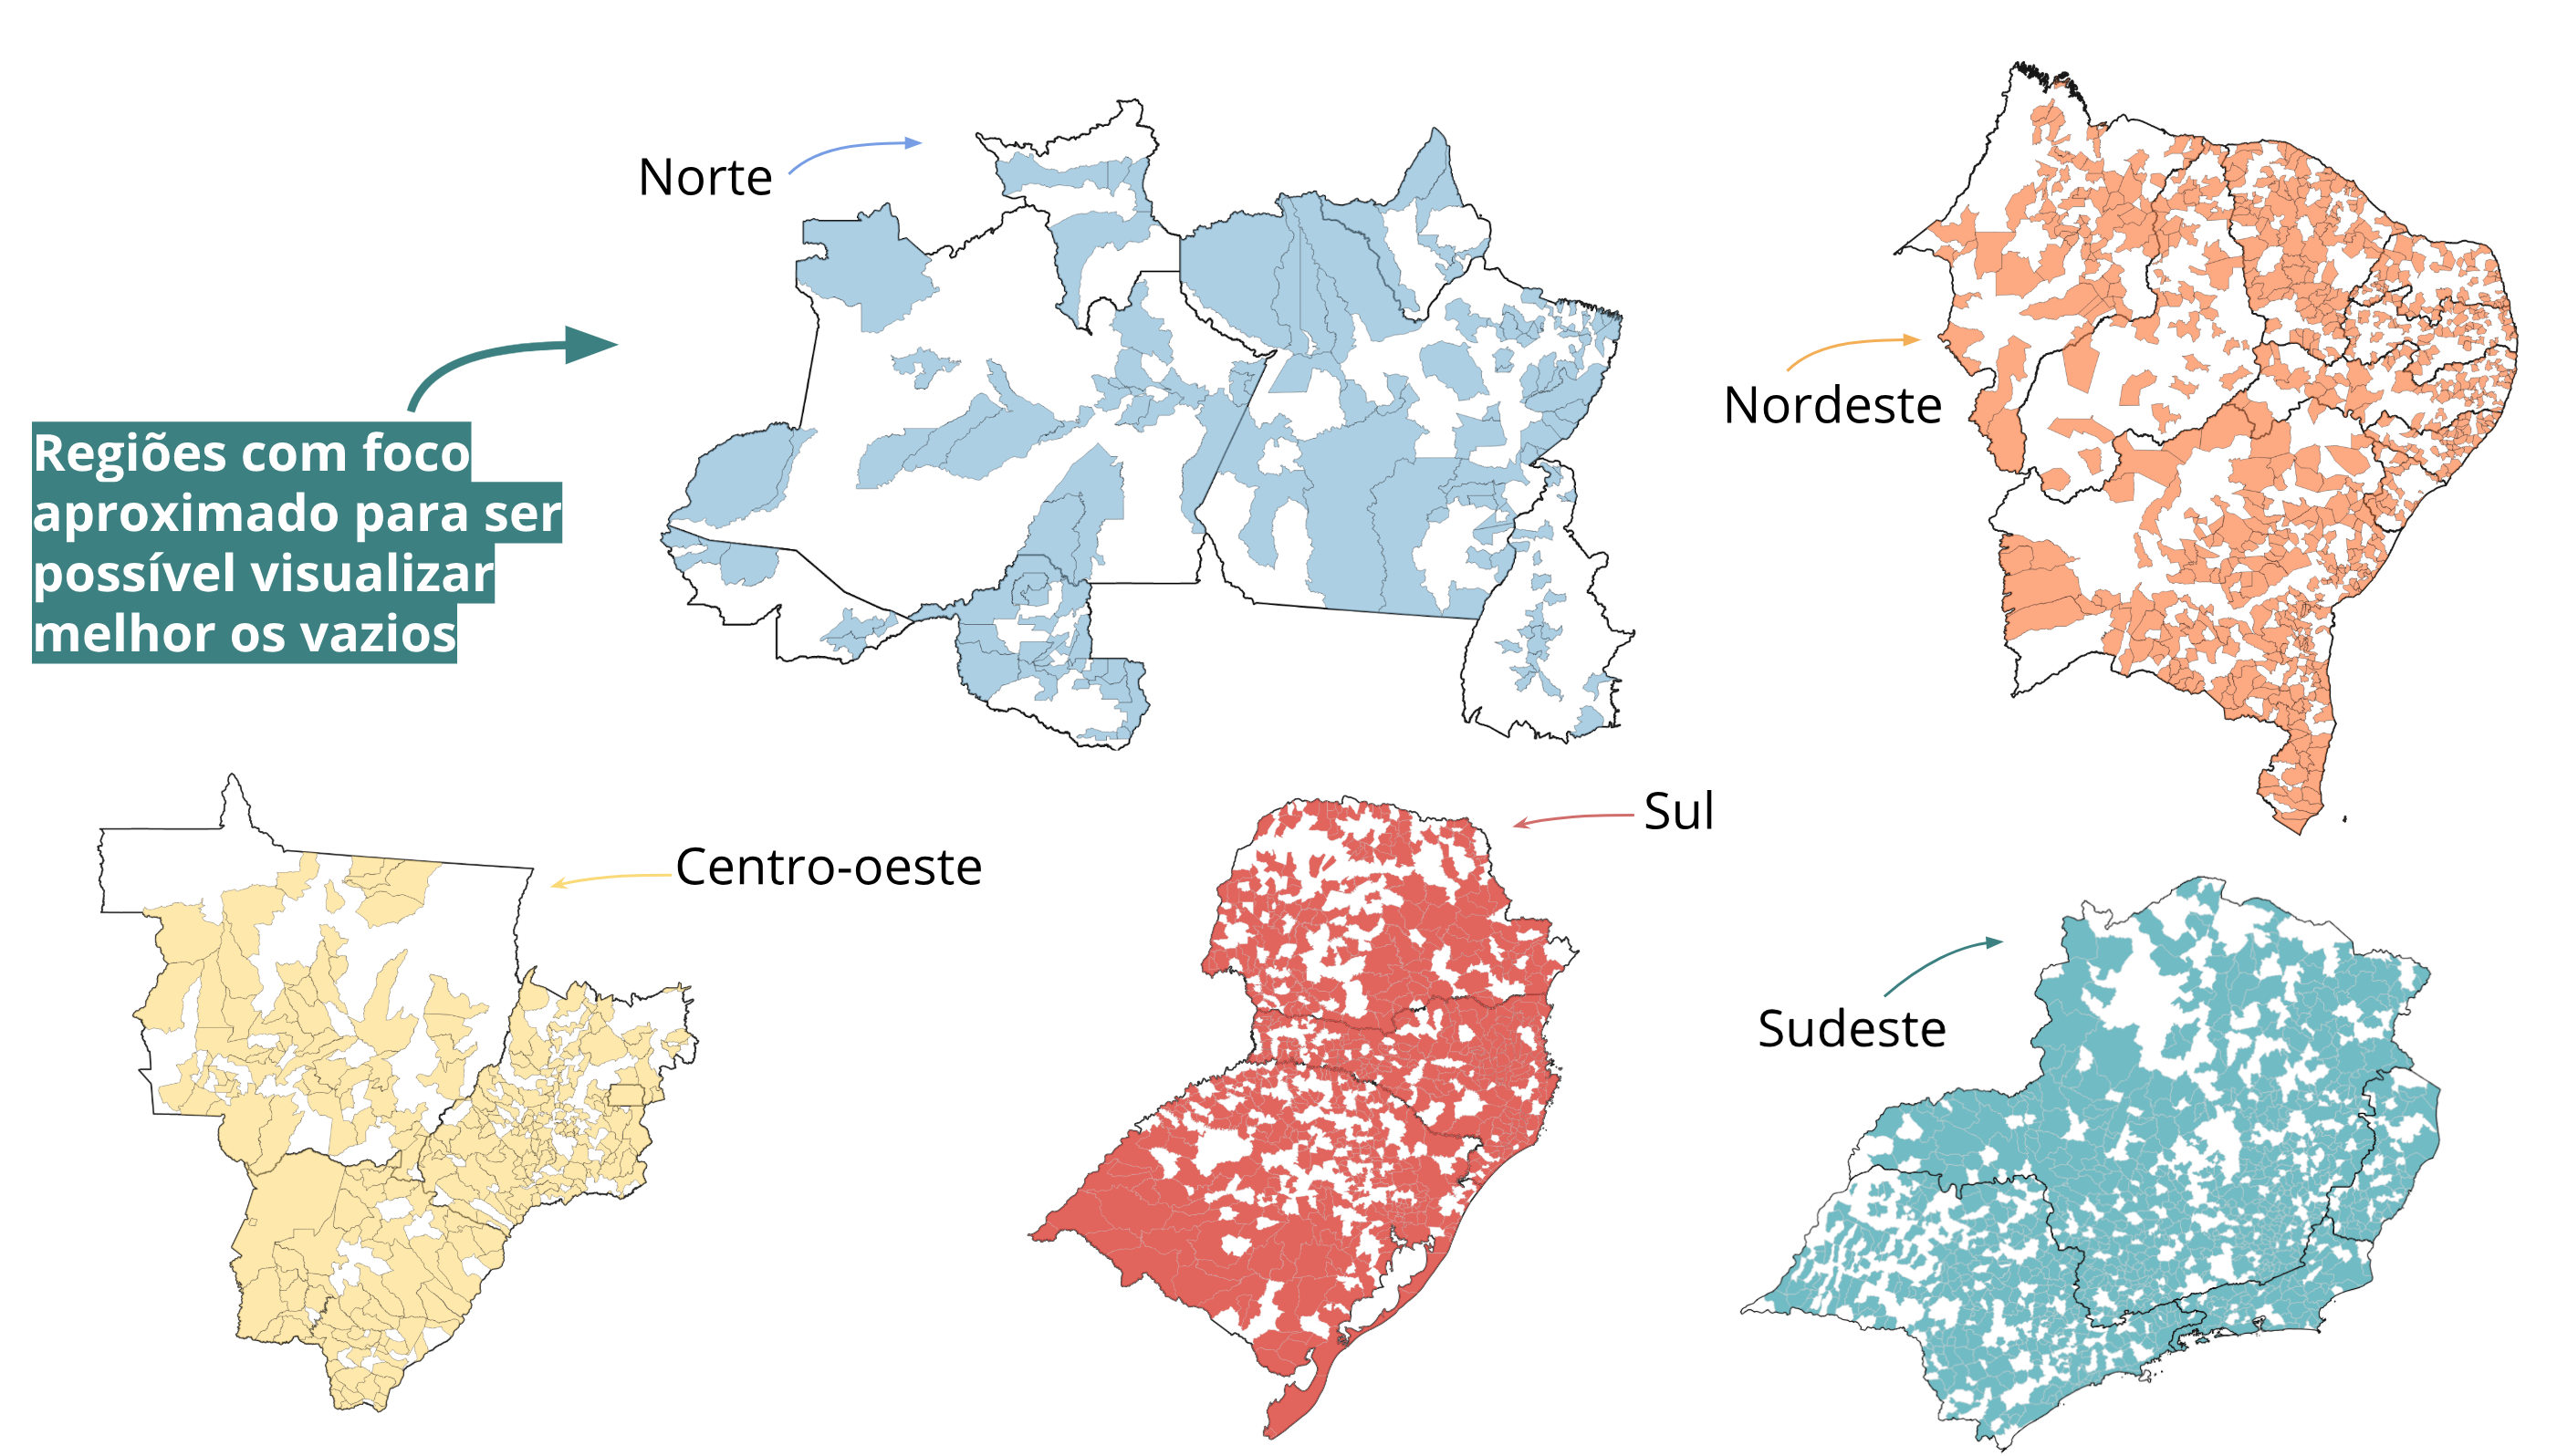 Norte
Regiões com foco
aproximado para ser
possível visualizar
melhor os vazios
Nordeste
Centro-oeste
Sul
Sudeste